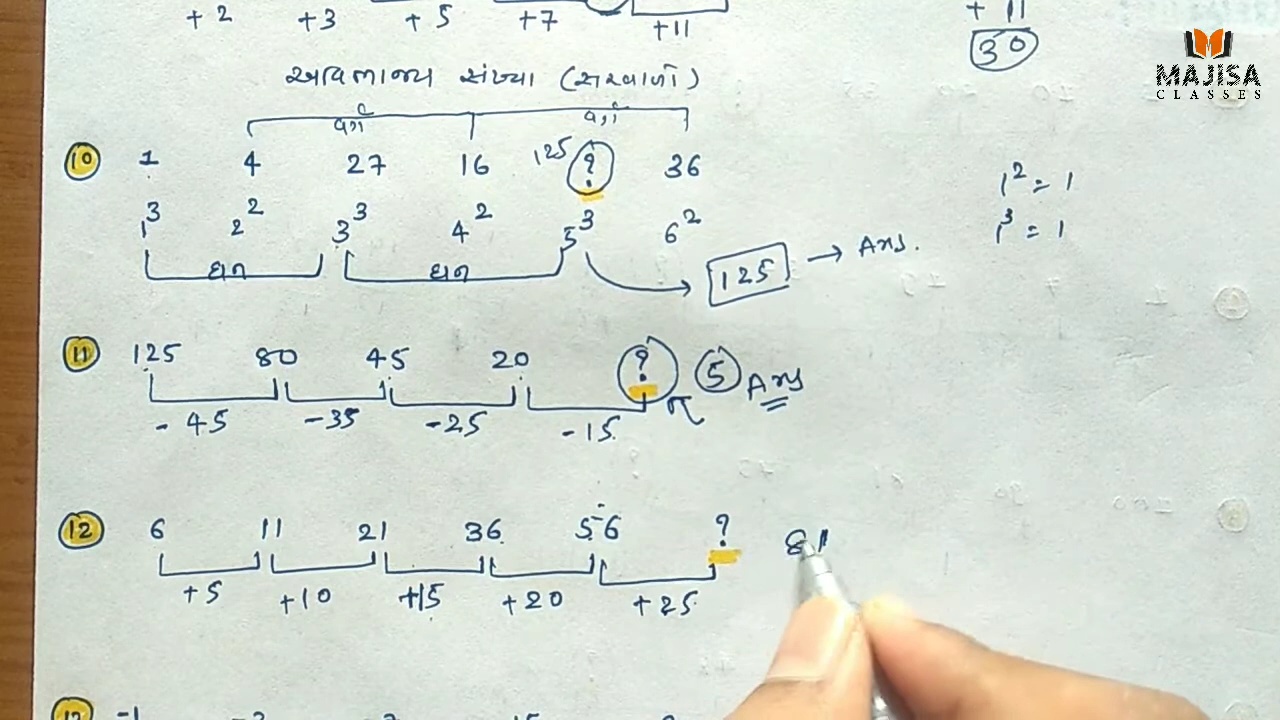 + 2 +3 + 5 +7 +11
+ 11
30
MAJISA
CLASSES
અવિભાજ્ય સંખ્યા (સરવાળો)
વર્ગ વર્ગ
10 1 4 27 16 125 ? 36
1² = 1
1³ 2² 3³ 4² 5³ 6²
1³ = 1
ઘન ઘન 125 → Ans.
11 125 80 45 20 ? 5 Ans
- 45 -35 -25 -15
12 6 11 21 36 56 ? 81
+5 +10 +15 +20 +25